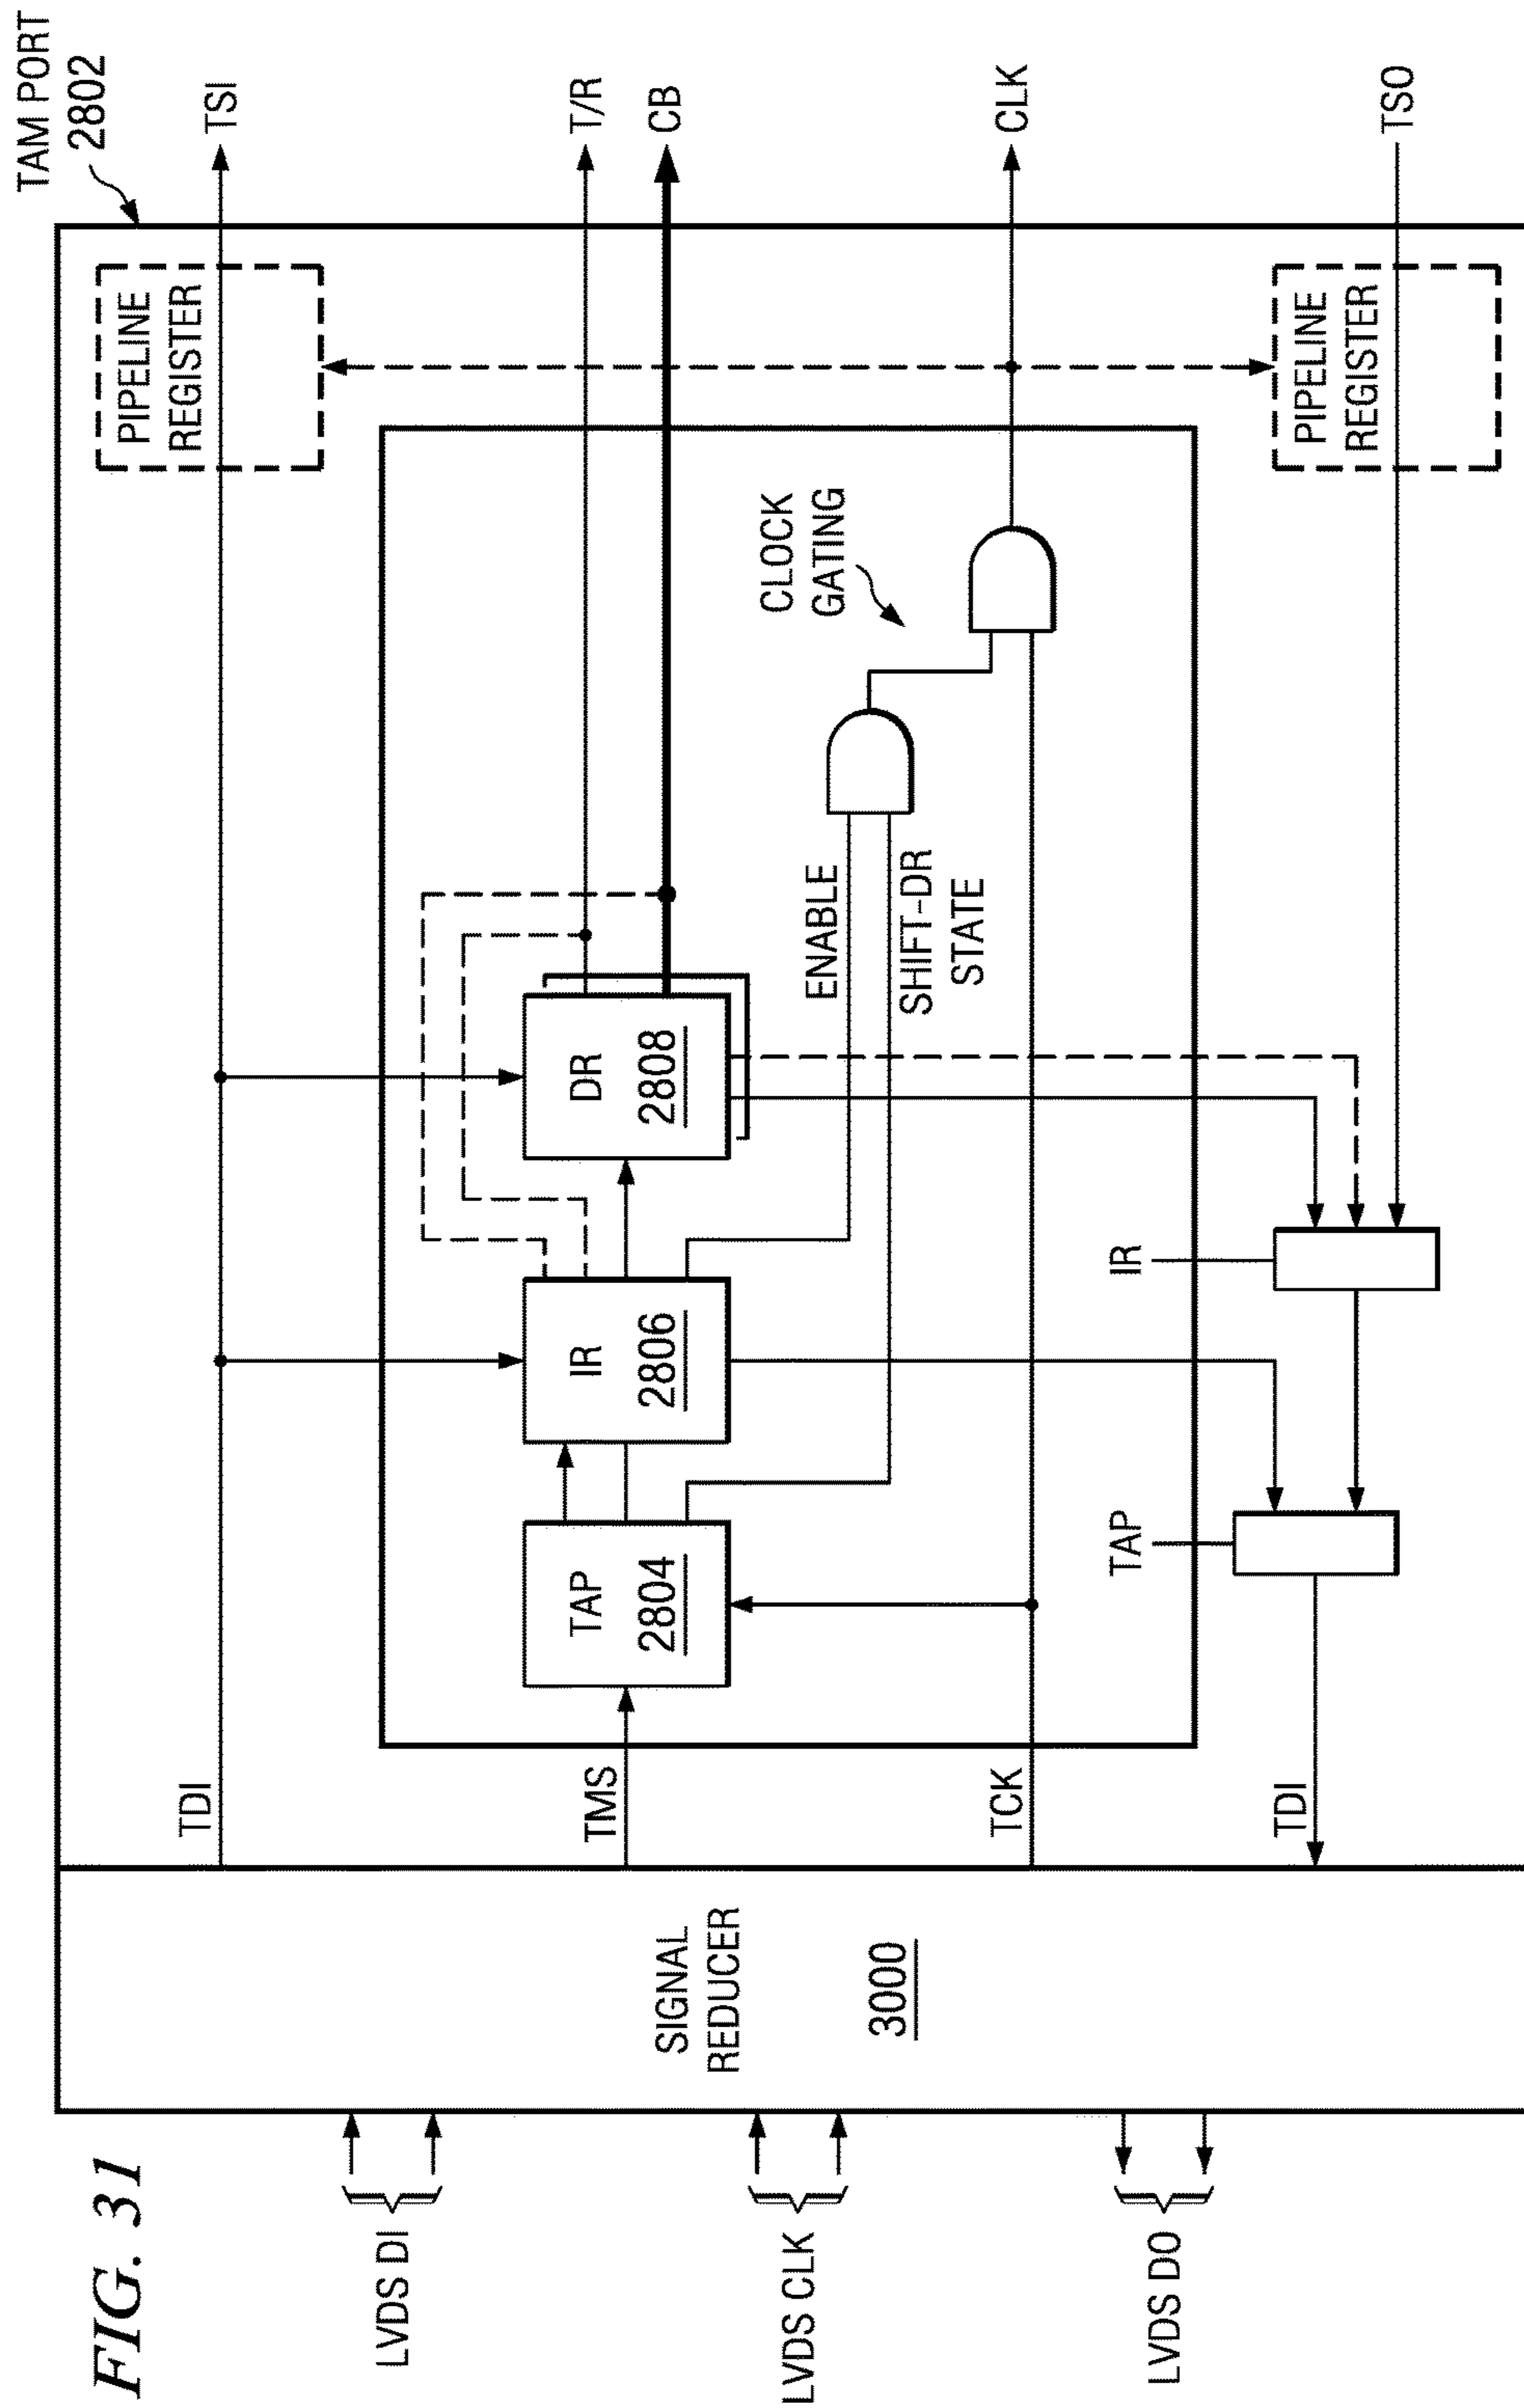 FIG. 31
TAM PORT
2802
LVDS DI
LVDS CLK
LVDS DO
SIGNAL
REDUCER
3000
TDI
TMS
TCK
TDI
TAP
2804
IR
2806
DR
2808
ENABLE
SHIFT-DR
STATE
CLOCK
GATING
TAP
IR
PIPELINE
REGISTER
PIPELINE
REGISTER
TSI
T/R
CB
CLK
TSO